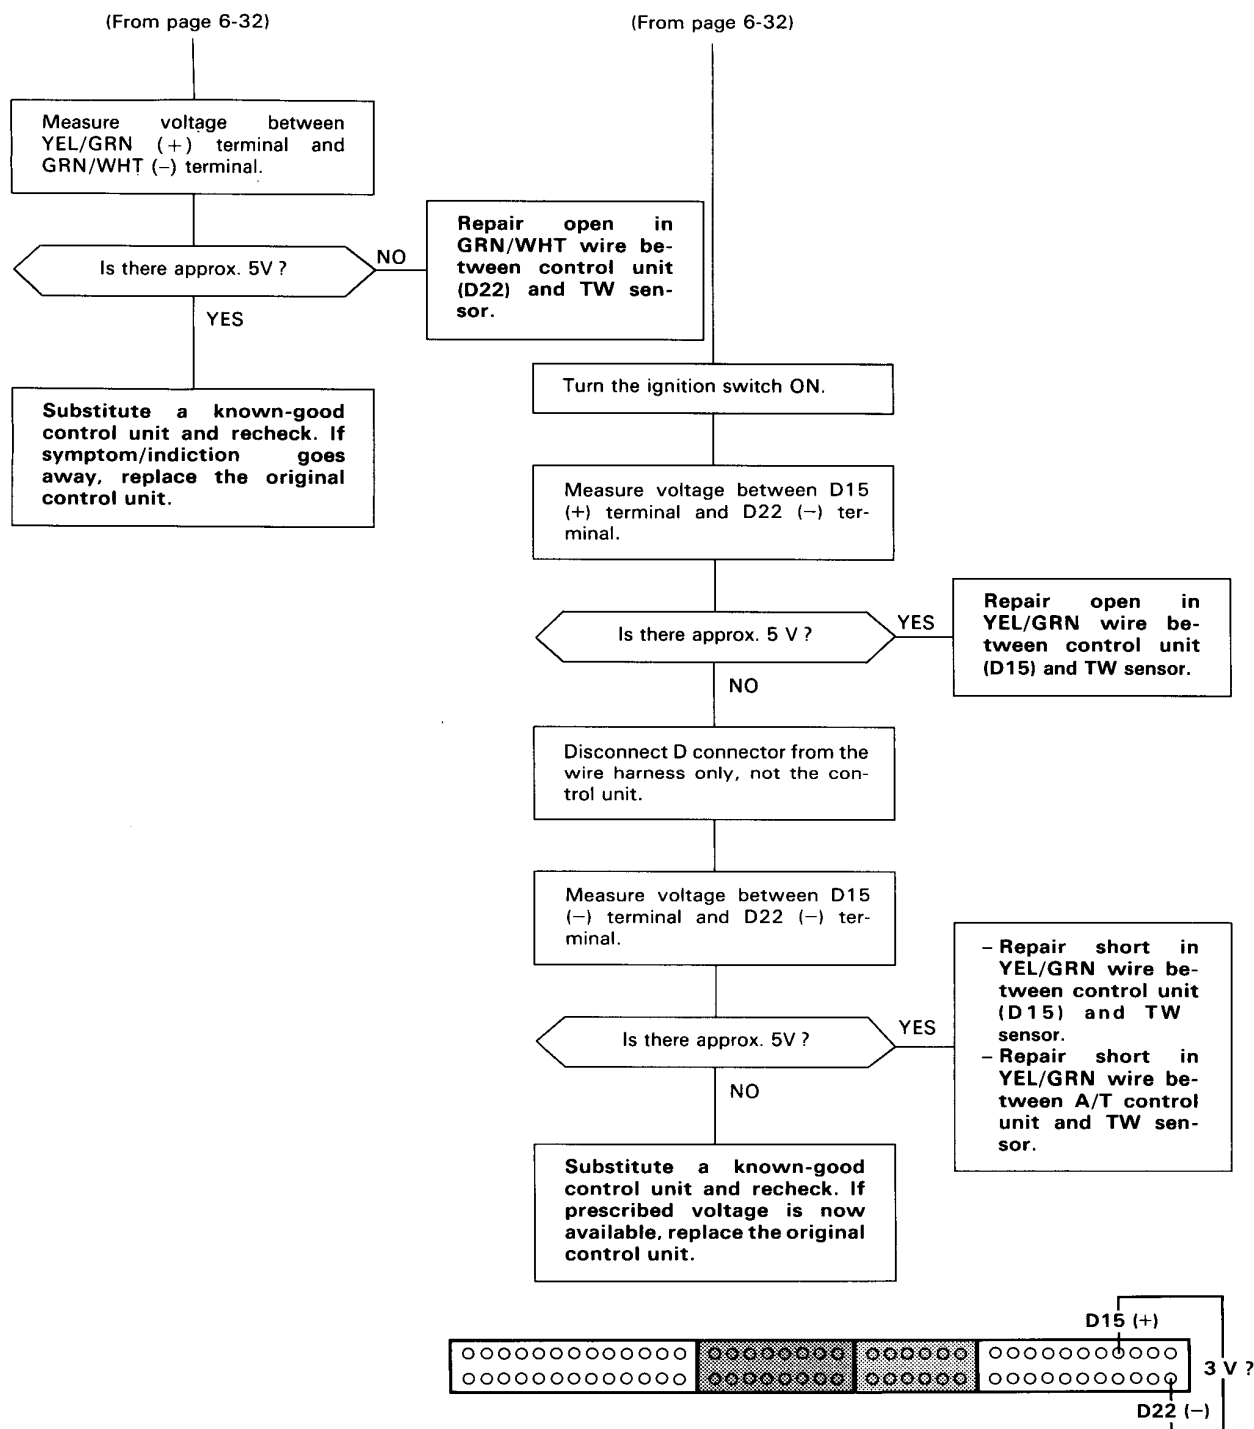 (From page 6-32)
(From page 6-32)
Measure voltage between
YEL/GRN (+) terminal and
GRN/WHT (−) terminal.
Is there approx. 5V ?
NO
Repair open in
GRN/WHT wire be-
tween control unit
(D22) and TW sen-
sor.
YES
Substitute a known-good
control unit and recheck. If
symptom/indiction goes
away, replace the original
control unit.
Turn the ignition switch ON.
Measure voltage between D15
(+) terminal and D22 (−) ter-
minal.
Is there approx. 5 V ?
YES
Repair open in
YEL/GRN wire be-
tween control unit
(D15) and TW sensor.
NO
Disconnect D connector from the
wire harness only, not the con-
trol unit.
Measure voltage between D15
(−) terminal and D22 (−) ter-
minal.
Is there approx. 5V ?
YES
– Repair short in
YEL/GRN wire be-
tween control unit
(D15) and TW
sensor.
– Repair short in
YEL/GRN wire be-
tween A/T control
unit and TW sen-
sor.
NO
Substitute a known-good
control unit and recheck. If
prescribed voltage is now
available, replace the original
control unit.
D15 (+)
3 V ?
D22 (−)